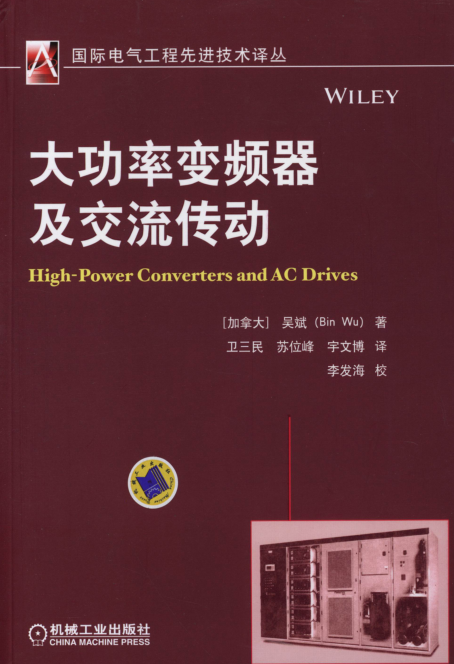 国际电气工程先进技术译丛
WILEY
大功率变频器
及交流传动
High-Power Converters and AC Drives
[加拿大] 吴斌 (Bin Wu) 著
卫三民 苏位峰 宇文博 译
李发海 校
机械工业出版社
CHINA MACHINE PRESS